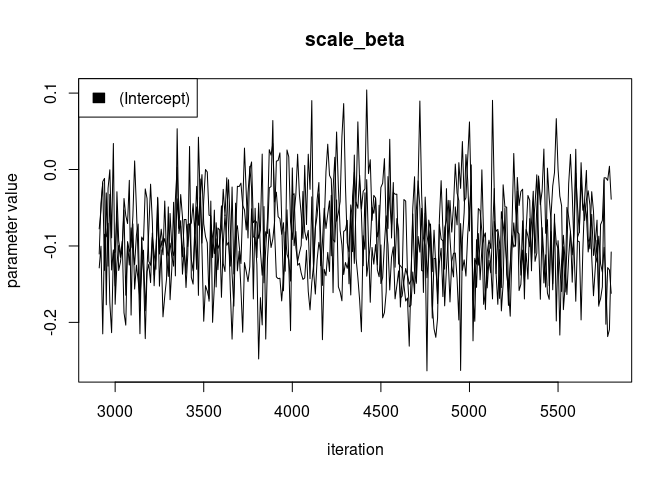 scale_beta
(Intercept)
0.1
0.0
-0.1
-0.2
parameter value
3000 3500 4000 4500 5000 5500
iteration